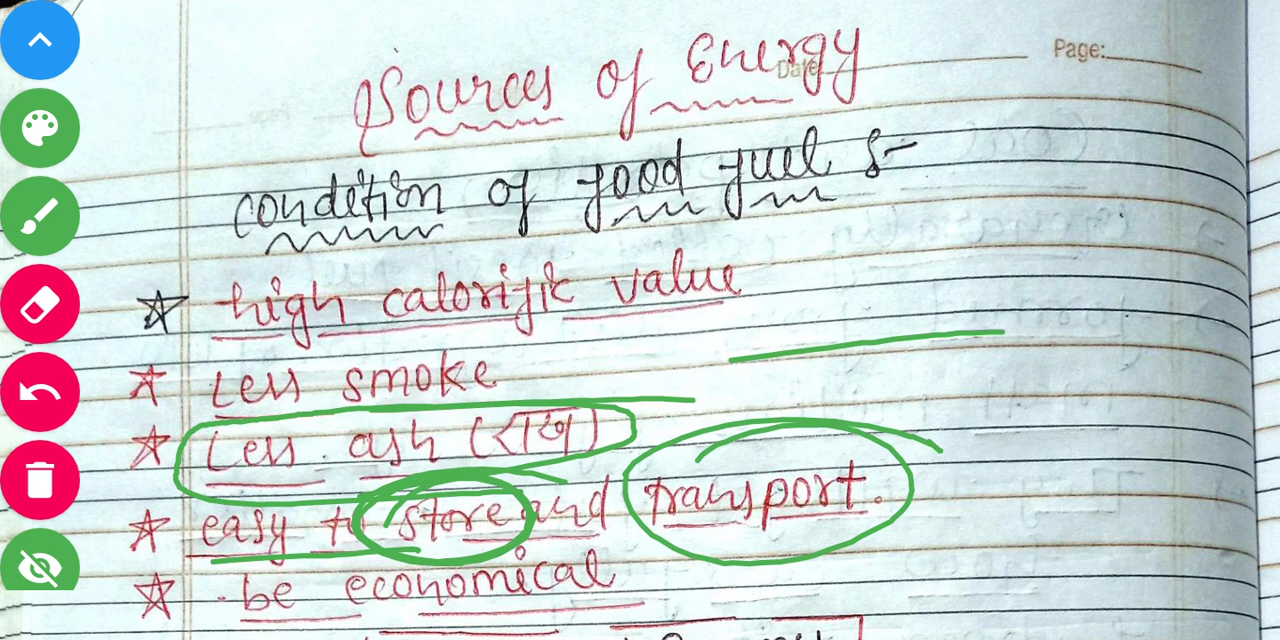 Sources of Energy
Date
Page:
condition of good fuel :-
high calorific value
Less smoke
Less ash (राख)
easy to store and transport.
be economical